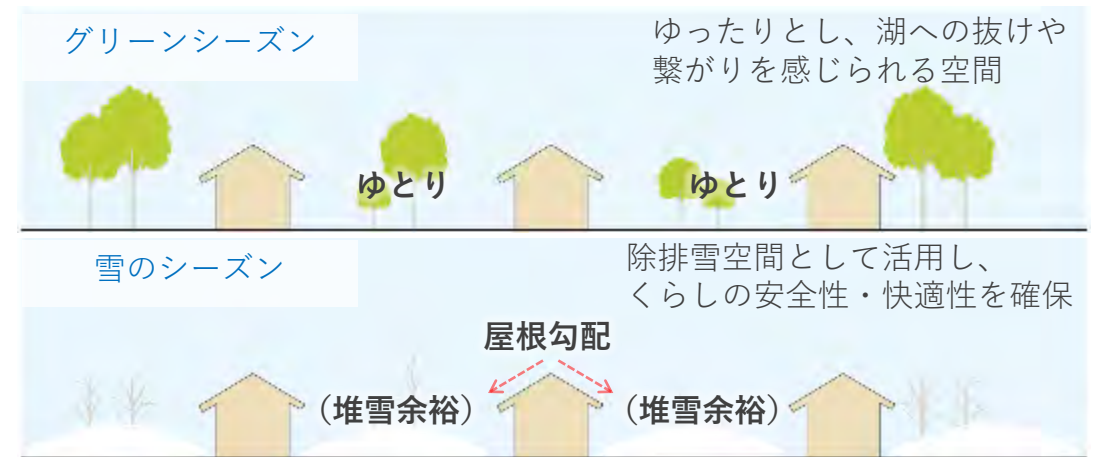 グリーンシーズン
ゆったりとし、湖への抜けや
繋がりを感じられる空間
ゆとり
ゆとり
雪のシーズン
除排雪空間として活用し、
くらしの安全性・快適性を確保
屋根勾配
（堆雪余裕）
（堆雪余裕）